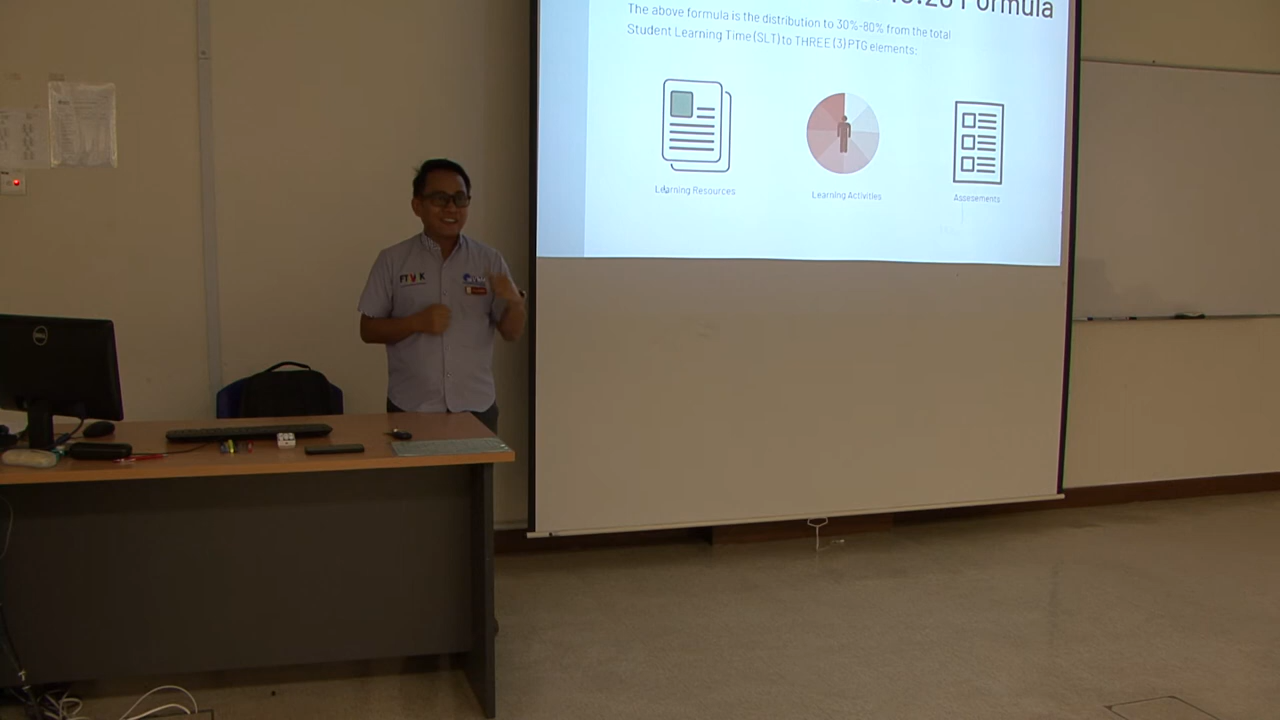 Formula
The above formula is the distribution to 30%-80% from the total
Student Learning Time (SLT) to THREE (3) PTG elements:
Learning Resources
Learning Activities
Assesements
DELL